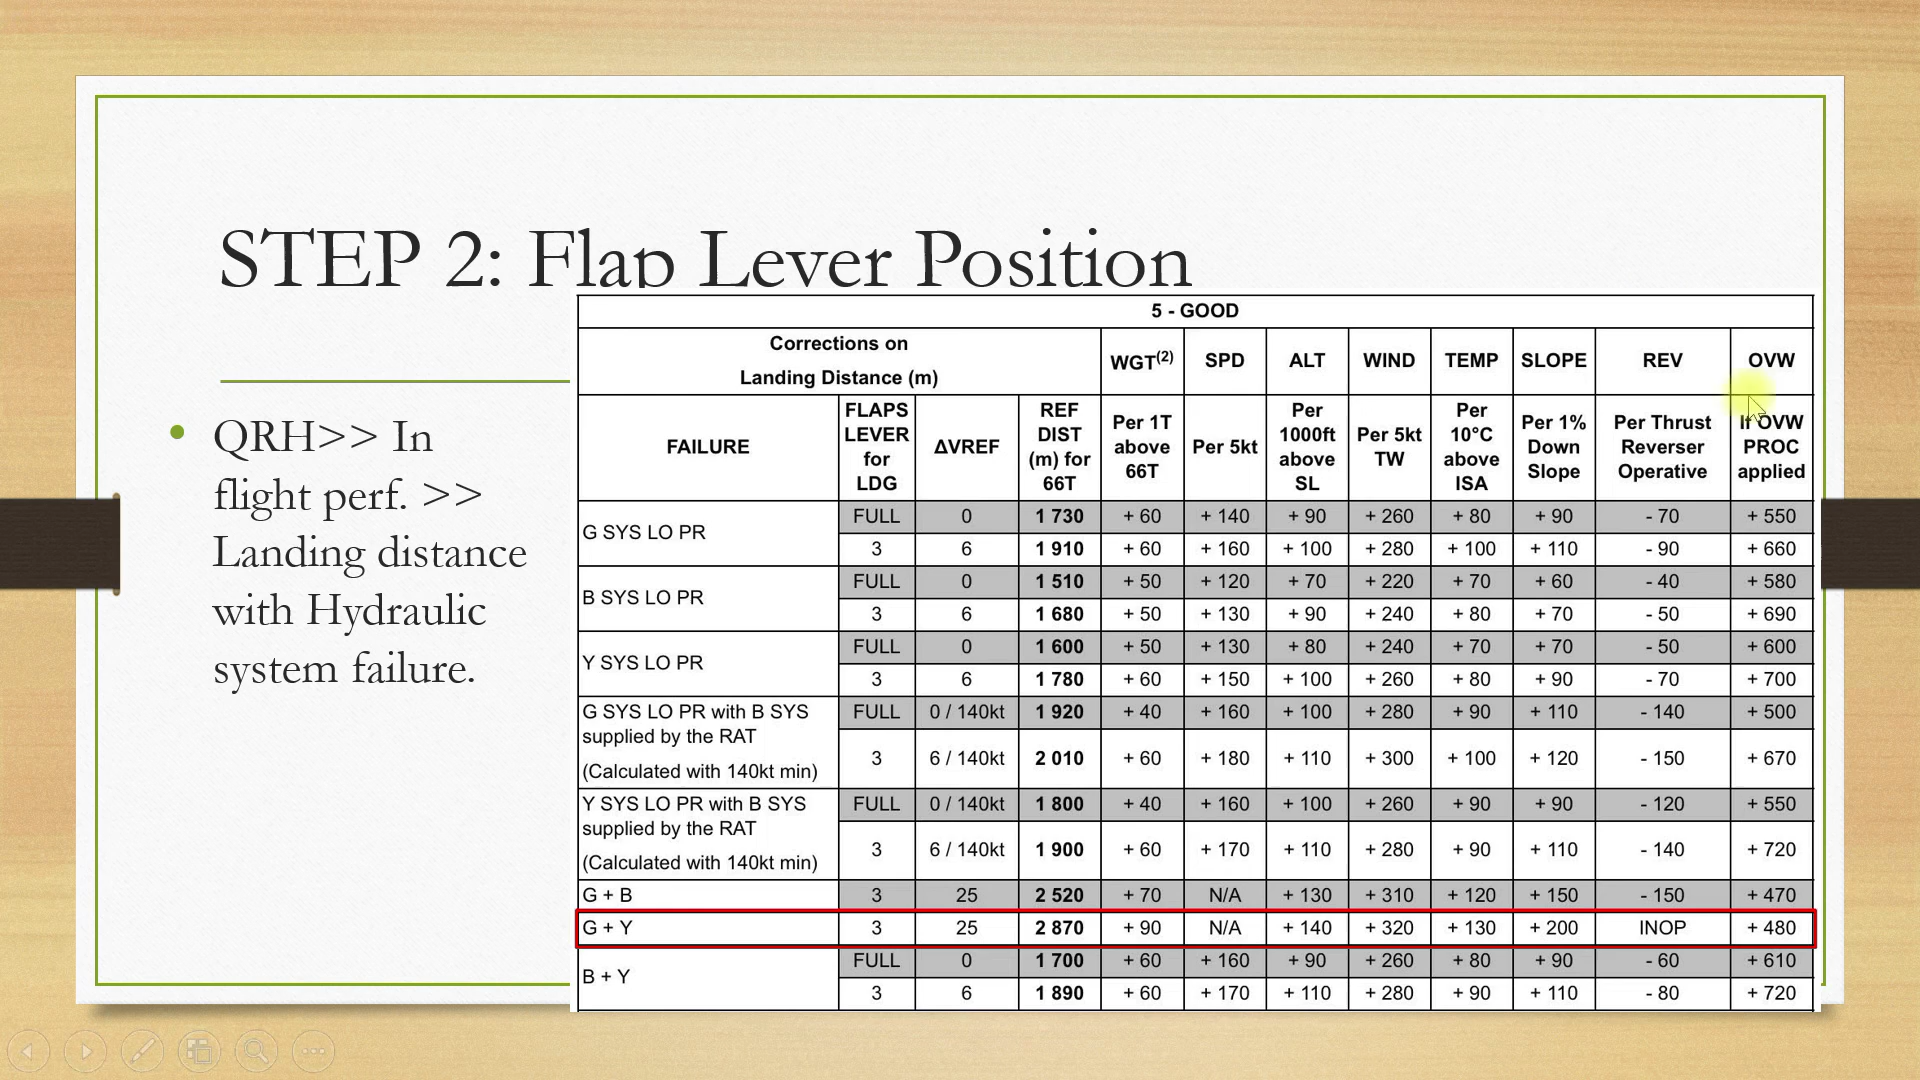 STEP 2: Flap Lever Position
QRH>> In
flight perf. >>
Landing distance
with Hydraulic
system failure.
5 - GOOD
Corrections on
Landing Distance (m)
WGT(2) SPD ALT WIND TEMP SLOPE REV OVW
FAILURE FLAPS LEVER for LDG ΔVREF REF DIST (m) for 66T Per 1T above 66T Per 5kt Per 1000ft above SL Per 5kt TW Per 10°C above ISA Per 1% Down Slope Per Thrust Reverser Operative If OVW PROC applied
G SYS LO PR FULL 0 1 730 + 60 + 140 + 90 + 260 + 80 + 90 - 70 + 550
3 6 1 910 + 60 + 160 + 100 + 280 + 100 + 110 - 90 + 660
B SYS LO PR FULL 0 1 510 + 50 + 120 + 70 + 220 + 70 + 60 - 40 + 580
3 6 1 680 + 50 + 130 + 90 + 240 + 80 + 70 - 50 + 690
Y SYS LO PR FULL 0 1 600 + 50 + 130 + 80 + 240 + 70 + 70 - 50 + 600
3 6 1 780 + 60 + 150 + 100 + 260 + 80 + 90 - 70 + 700
G SYS LO PR with B SYS supplied by the RAT (Calculated with 140kt min) FULL 0 / 140kt 1 920 + 40 + 160 + 100 + 280 + 90 + 110 - 140 + 500
3 6 / 140kt 2 010 + 60 + 180 + 110 + 300 + 100 + 120 - 150 + 670
Y SYS LO PR with B SYS supplied by the RAT (Calculated with 140kt min) FULL 0 / 140kt 1 800 + 40 + 160 + 100 + 260 + 90 + 90 - 120 + 550
3 6 / 140kt 1 900 + 60 + 170 + 110 + 280 + 90 + 110 - 140 + 720
G + B 3 25 2 520 + 70 N/A + 130 + 310 + 120 + 150 - 150 + 470
G + Y 3 25 2 870 + 90 N/A + 140 + 320 + 130 + 200 INOP + 480
B + Y FULL 0 1 700 + 60 + 160 + 90 + 260 + 80 + 90 - 60 + 610
3 6 1 890 + 60 + 170 + 110 + 280 + 90 + 110 - 80 + 720